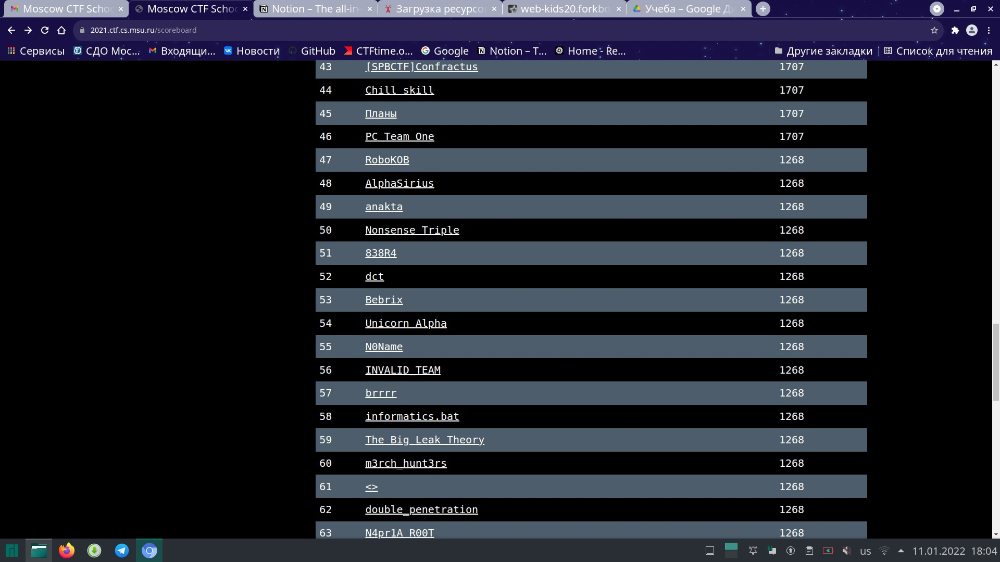 Moscow CTF Schoo
Moscow CTF Schoo
Notion – The all-in-
Загрузка ресурсо
web-kids20.forkbo
Учеба – Google Ди
2021.ctf.cs.msu.ru/scoreboard
Сервисы
СДО Мос...
Входящи...
Новости
GitHub
CTFtime.o...
Google
Notion – T...
Home - Re...
Другие закладки
Список для чтения
43 [SPBCTF]Confractus 1707
44 Chill skill 1707
45 Планы 1707
46 PC Team One 1707
47 RoboKOB 1268
48 AlphaSirius 1268
49 anakta 1268
50 Nonsense Triple 1268
51 838R4 1268
52 dct 1268
53 Bebrix 1268
54 Unicorn Alpha 1268
55 N0Name 1268
56 INVALID_TEAM 1268
57 brrrr 1268
58 informatics.bat 1268
59 The Big Leak Theory 1268
60 m3rch_hunt3rs 1268
61 <> 1268
62 double_penetration 1268
63 N4pr1A_R00T 1268
us
11.01.2022 18:04